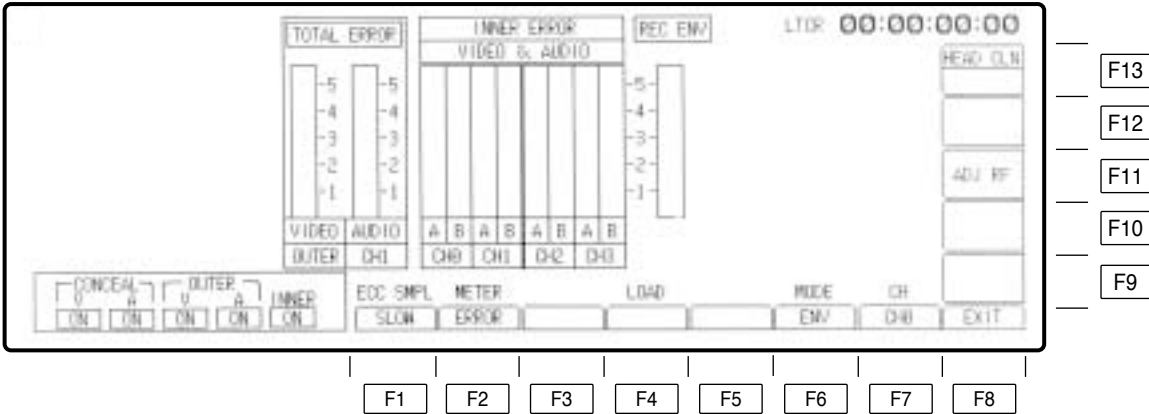 TOTAL ERROR
INNER ERROR
REC ENV
LTCR 00:00:00:00
VIDEO & AUDIO
HEAD CLN
F13
-5 -5 -5-
-4 -4 -4-
-3 -3 -3-
-2 -2 -2-
-1 -1 -1-
F12
ADJ RF
F11
VIDEO AUDIO A B A B A B A B
F10
OUTER CH1 CH0 CH1 CH2 CH3
F9
CONCEAL OUTER
V A V A INNER
ON ON ON ON ON
ECC SMPL METER LOAD MODE CH
SLOW ERROR ENV CH0 EXIT
F1 F2 F3 F4 F5 F6 F7 F8